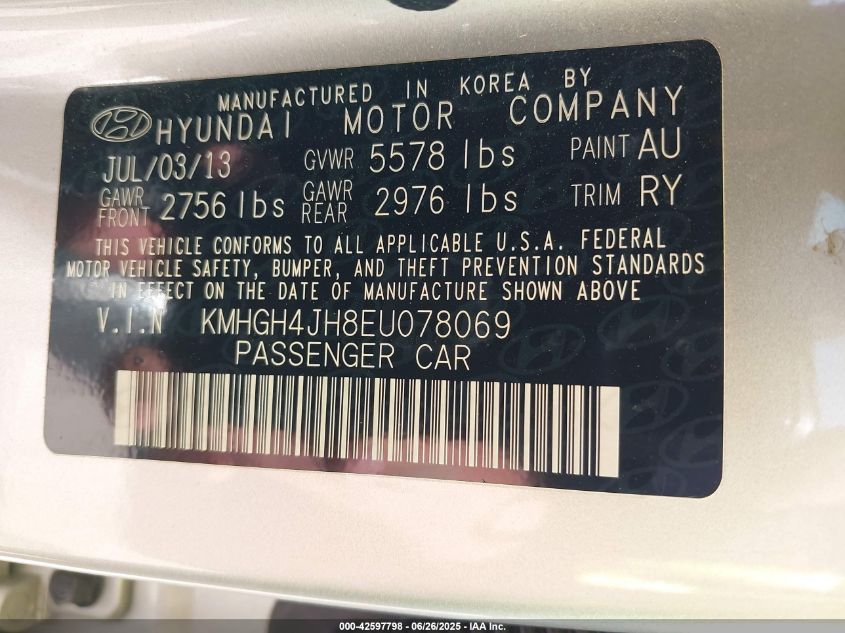 MANUFACTURED IN KOREA BY
HYUNDAI MOTOR COMPANY
JUL/03/13 GVWR 5578 lbs PAINT AU
GAWR FRONT 2756 lbs GAWR REAR 2976 lbs TRIM RY
THIS VEHICLE CONFORMS TO ALL APPLICABLE U.S.A. FEDERAL
MOTOR VEHICLE SAFETY, BUMPER, AND THEFT PREVENTION STANDARDS
IN EFFECT ON THE DATE OF MANUFACTURE SHOWN ABOVE
V.I.N KMHGH4JH8EU078069
PASSENGER CAR
000-42597798 - 06/26/2025 - IAA Inc.